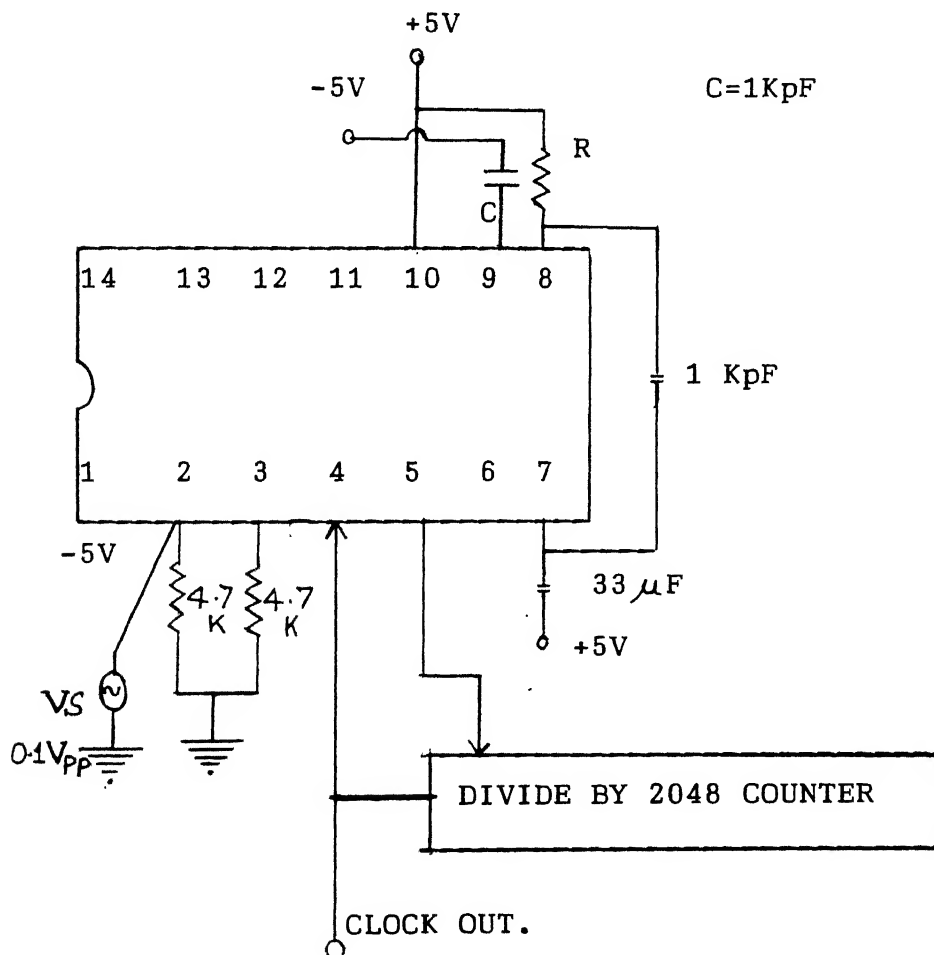 +5V
-5V
C=1KpF
R
C
14 13 12 11 10 9 8
1 KpF
1 2 3 4 5 6 7
-5V
4.7
K
4.7
K
33 μF
+5V
VS
0.1VPP
DIVIDE BY 2048 COUNTER
CLOCK OUT.